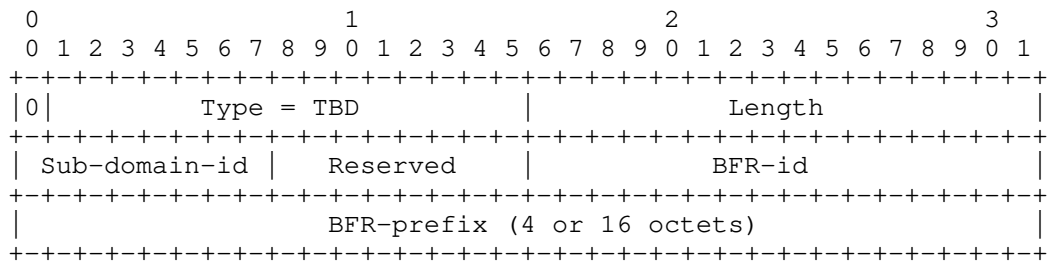 0                   1                   2                   3
 0 1 2 3 4 5 6 7 8 9 0 1 2 3 4 5 6 7 8 9 0 1 2 3 4 5 6 7 8 9 0 1
+-+-+-+-+-+-+-+-+-+-+-+-+-+-+-+-+-+-+-+-+-+-+-+-+-+-+-+-+-+-+-+-+
|0|         Type = TBD          |            Length             |
+-+-+-+-+-+-+-+-+-+-+-+-+-+-+-+-+-+-+-+-+-+-+-+-+-+-+-+-+-+-+-+-+
| Sub-domain-id |   Reserved    |           BFR-id              |
+-+-+-+-+-+-+-+-+-+-+-+-+-+-+-+-+-+-+-+-+-+-+-+-+-+-+-+-+-+-+-+-+
|                   BFR-prefix (4 or 16 octets)                 |
+-+-+-+-+-+-+-+-+-+-+-+-+-+-+-+-+-+-+-+-+-+-+-+-+-+-+-+-+-+-+-+-+